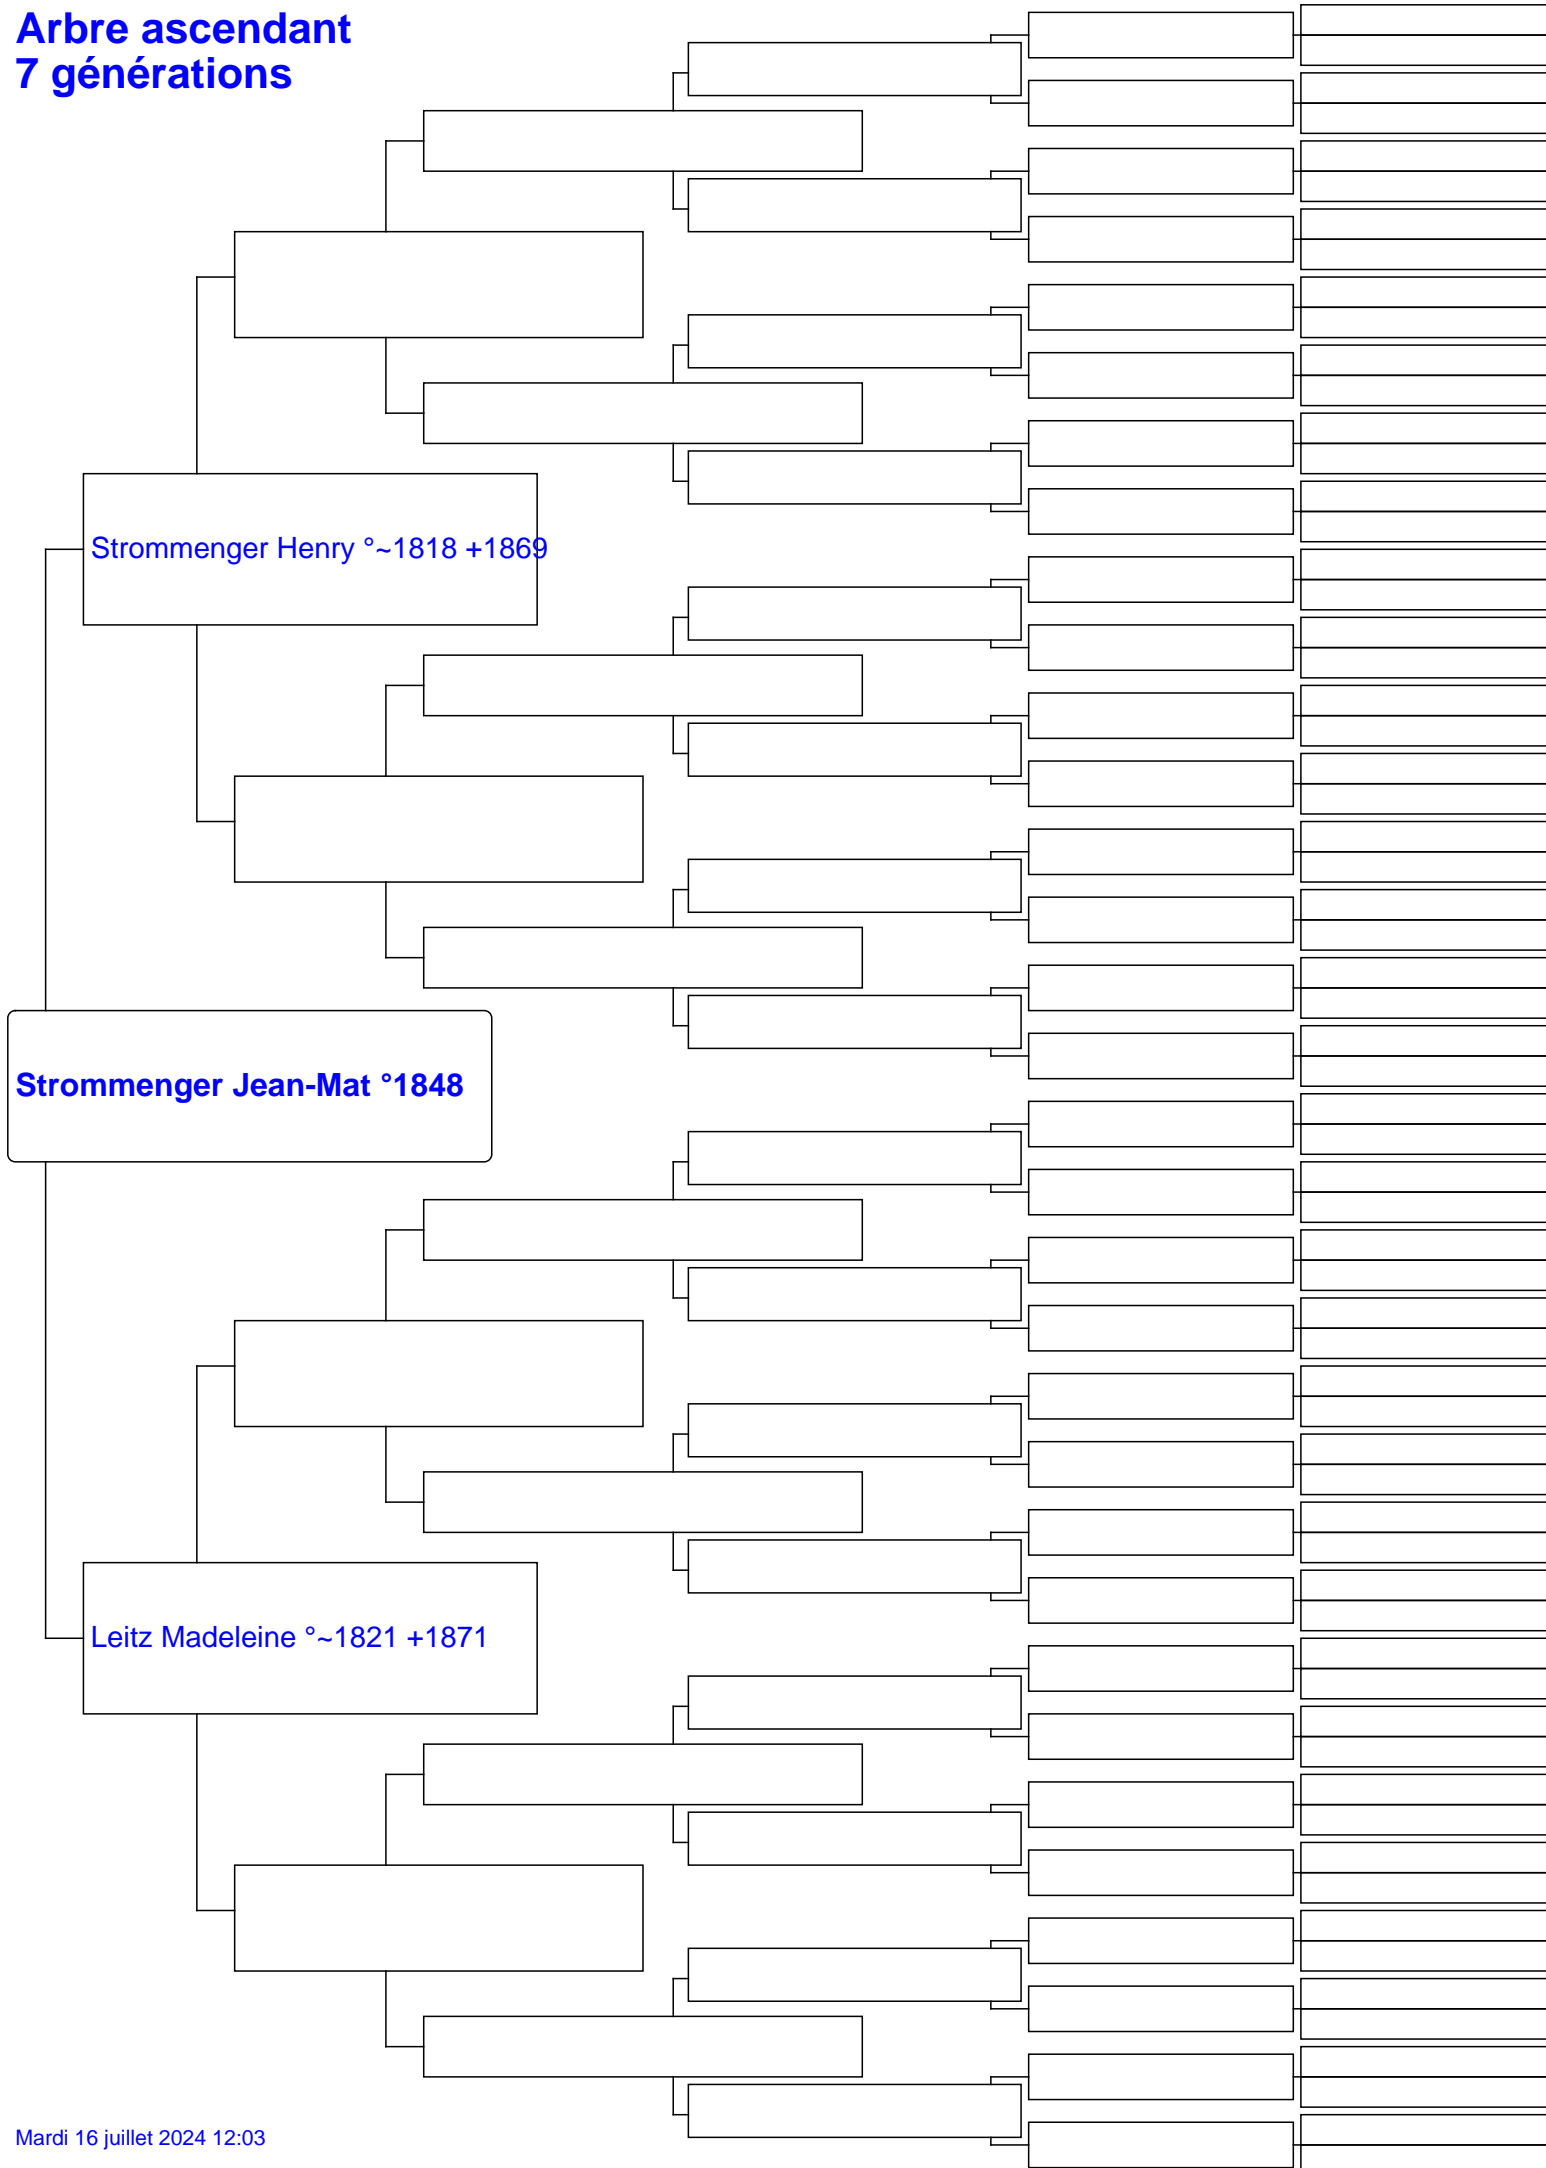 Arbre ascendant
7 générations
Strommenger Henry °~1818 +1869
Strommenger Jean-Mat °1848
Leitz Madeleine °~1821 +1871
Mardi 16 juillet 2024 12:03